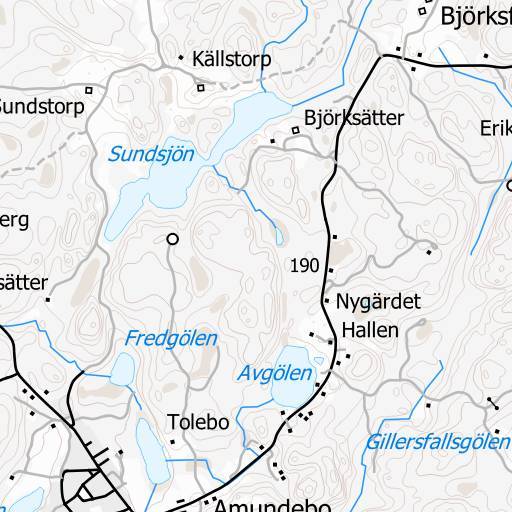 Björksf
Källstorp
Sundstorp
Björksätter
Erik
Sundsjön
erg
190
sätter
Nygärdet
Hallen
Fredgölen
Avgölen
Tolebo
Gillersfallsgölen
Amundebo